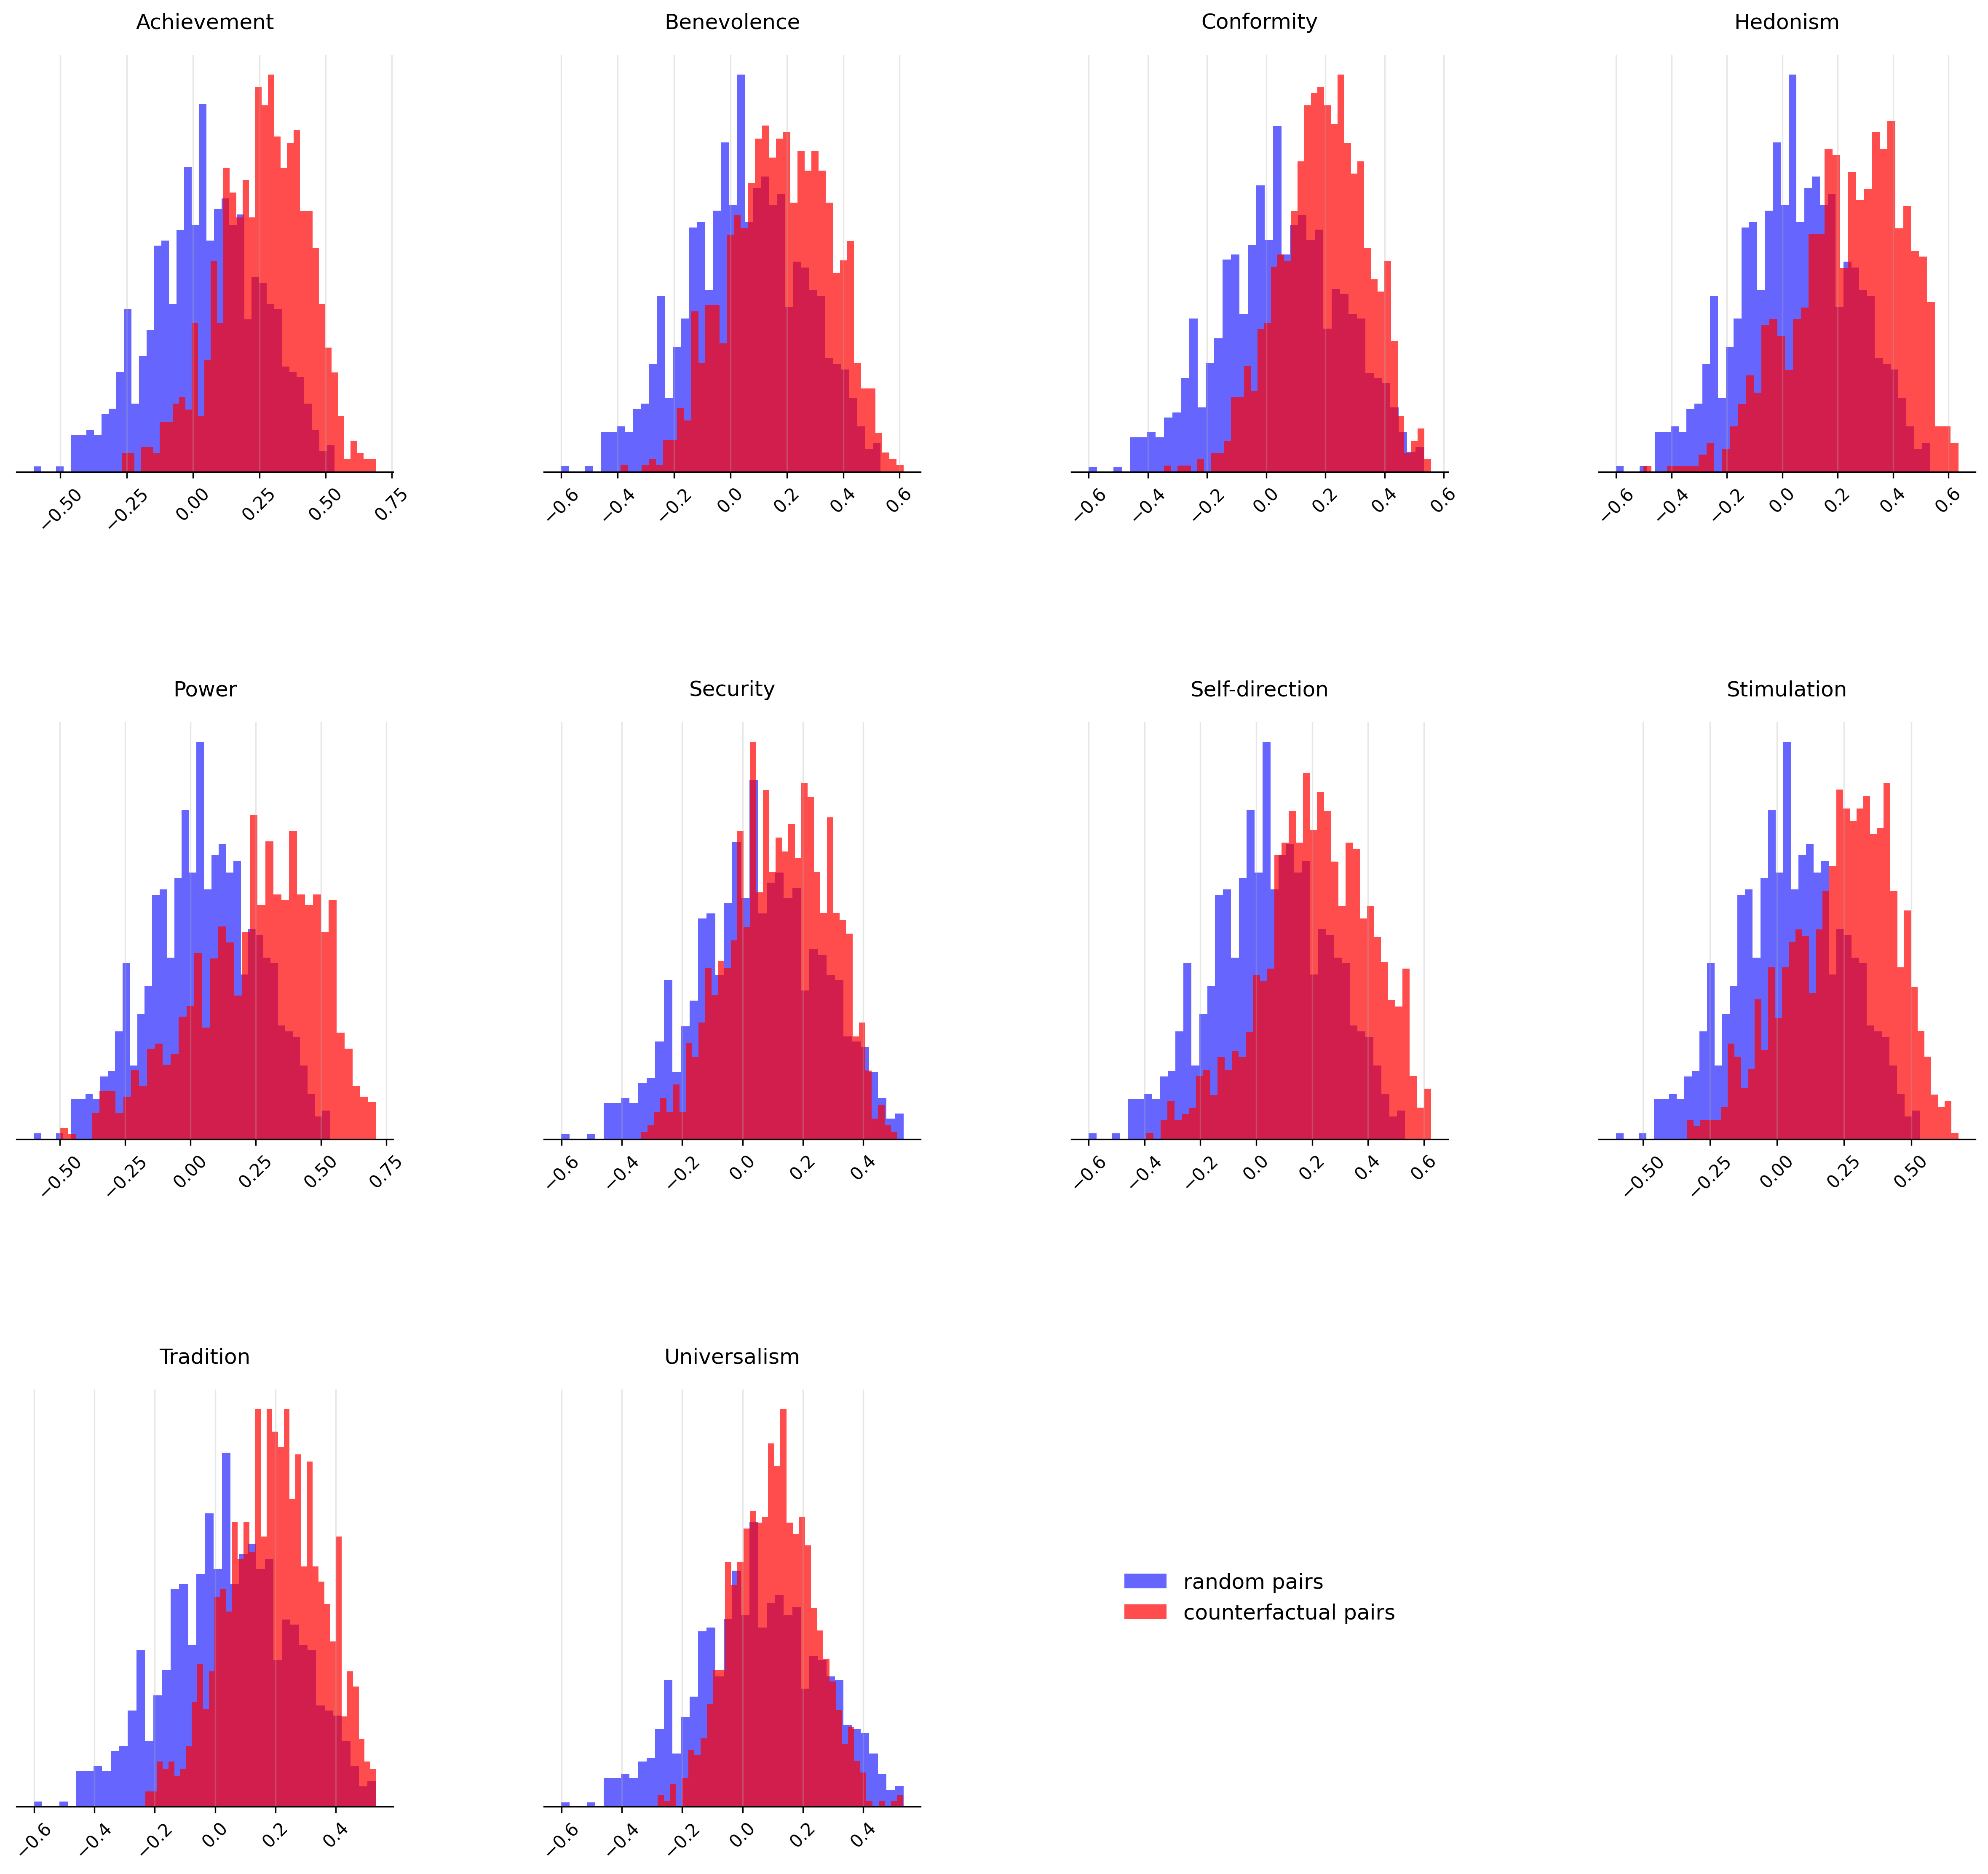 Achievement
Benevolence
Conformity
Hedonism
−0.50 −0.25 0.00 0.25 0.50 0.75
−0.6 −0.4 −0.2 0.0 0.2 0.4 0.6
−0.6 −0.4 −0.2 0.0 0.2 0.4 0.6
−0.6 −0.4 −0.2 0.0 0.2 0.4 0.6
Power
Security
Self-direction
Stimulation
−0.50 −0.25 0.00 0.25 0.50 0.75
−0.6 −0.4 −0.2 0.0 0.2 0.4
−0.6 −0.4 −0.2 0.0 0.2 0.4 0.6
−0.50 −0.25 0.00 0.25 0.50
Tradition
Universalism
−0.6 −0.4 −0.2 0.0 0.2 0.4
−0.6 −0.4 −0.2 0.0 0.2 0.4
random pairs
counterfactual pairs